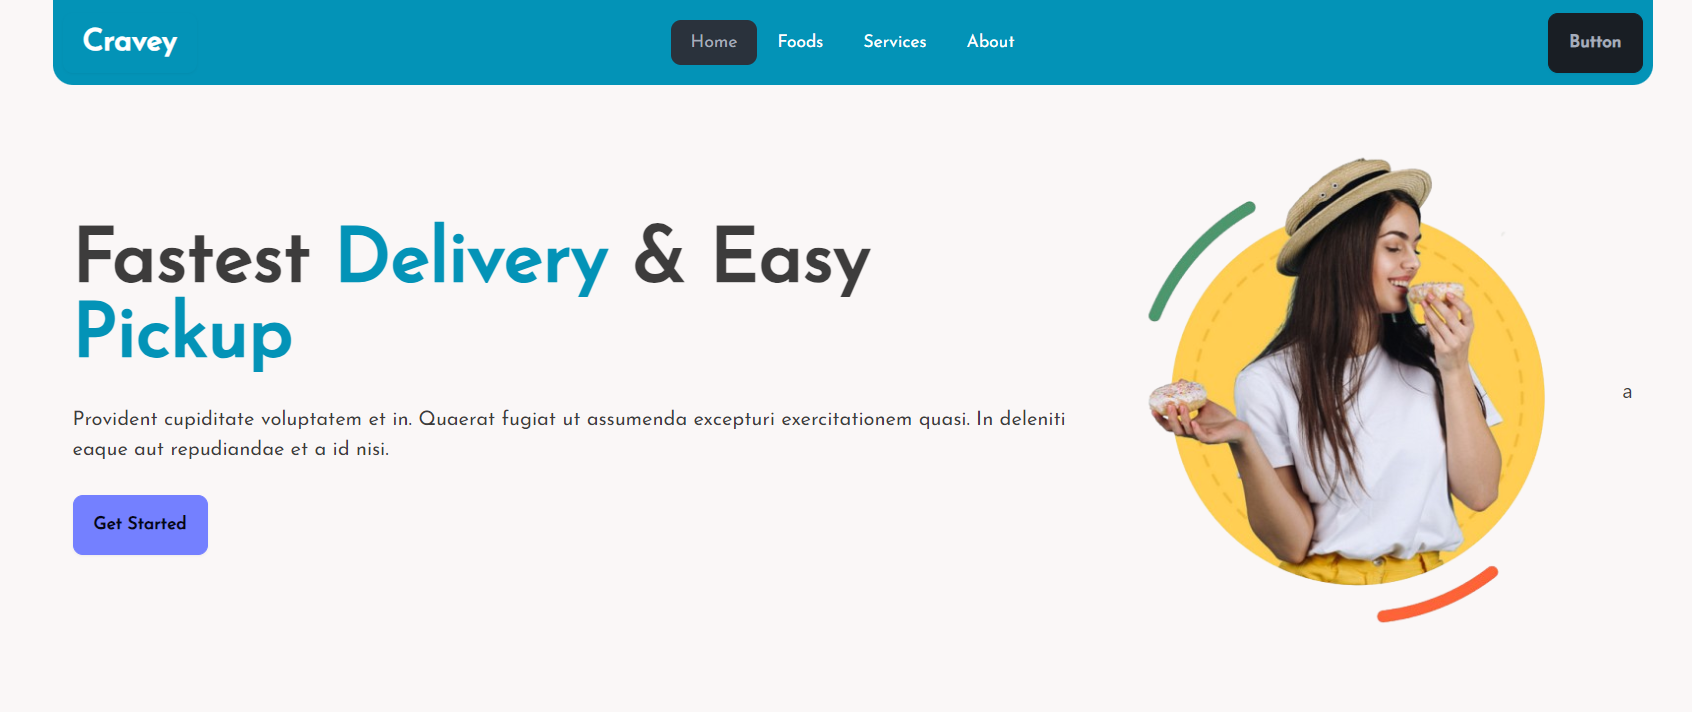 Cravey
Home Foods Services About
Button
Fastest Delivery & Easy
Pickup
Provident cupiditate voluptatem et in. Quaerat fugiat ut assumenda excepturi exercitationem quasi. In deleniti
eaque aut repudiandae et a id nisi.
Get Started
a